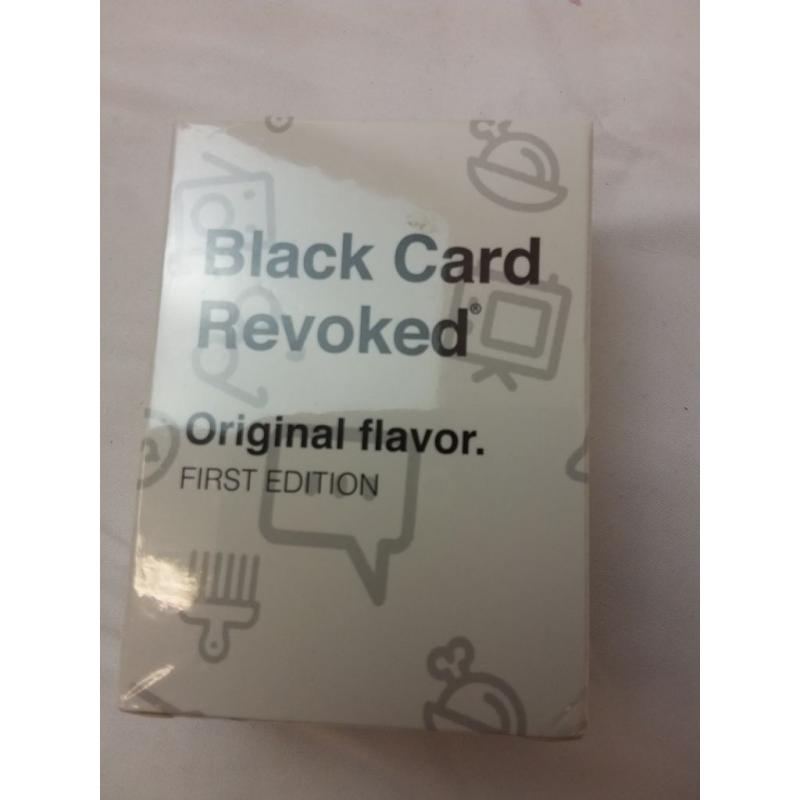 Black Card
Revoked®
Original flavor.
FIRST EDITION